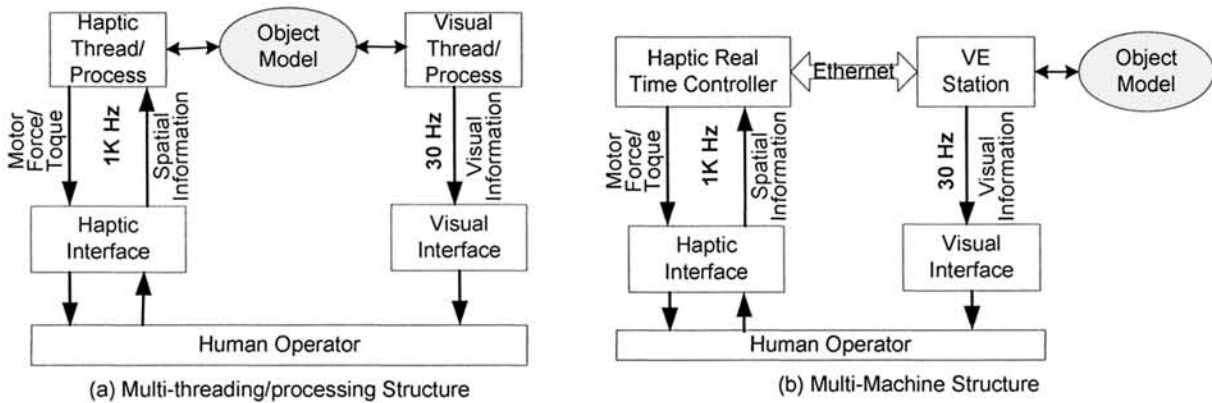 Haptic
Thread/
Process
Object
Model
Visual
Thread/
Process
Motor
Force/
Toque
1K Hz
Spatial
Information
30 Hz
Visual
Information
Haptic
Interface
Visual
Interface
Human Operator
(a) Multi-threading/processing Structure
Haptic Real
Time Controller
Ethernet
VE
Station
Object
Model
Motor
Force/
Toque
1K Hz
Spatial
Information
30 Hz
Visual
Information
Haptic
Interface
Visual
Interface
Human Operator
(b) Multi-Machine Structure